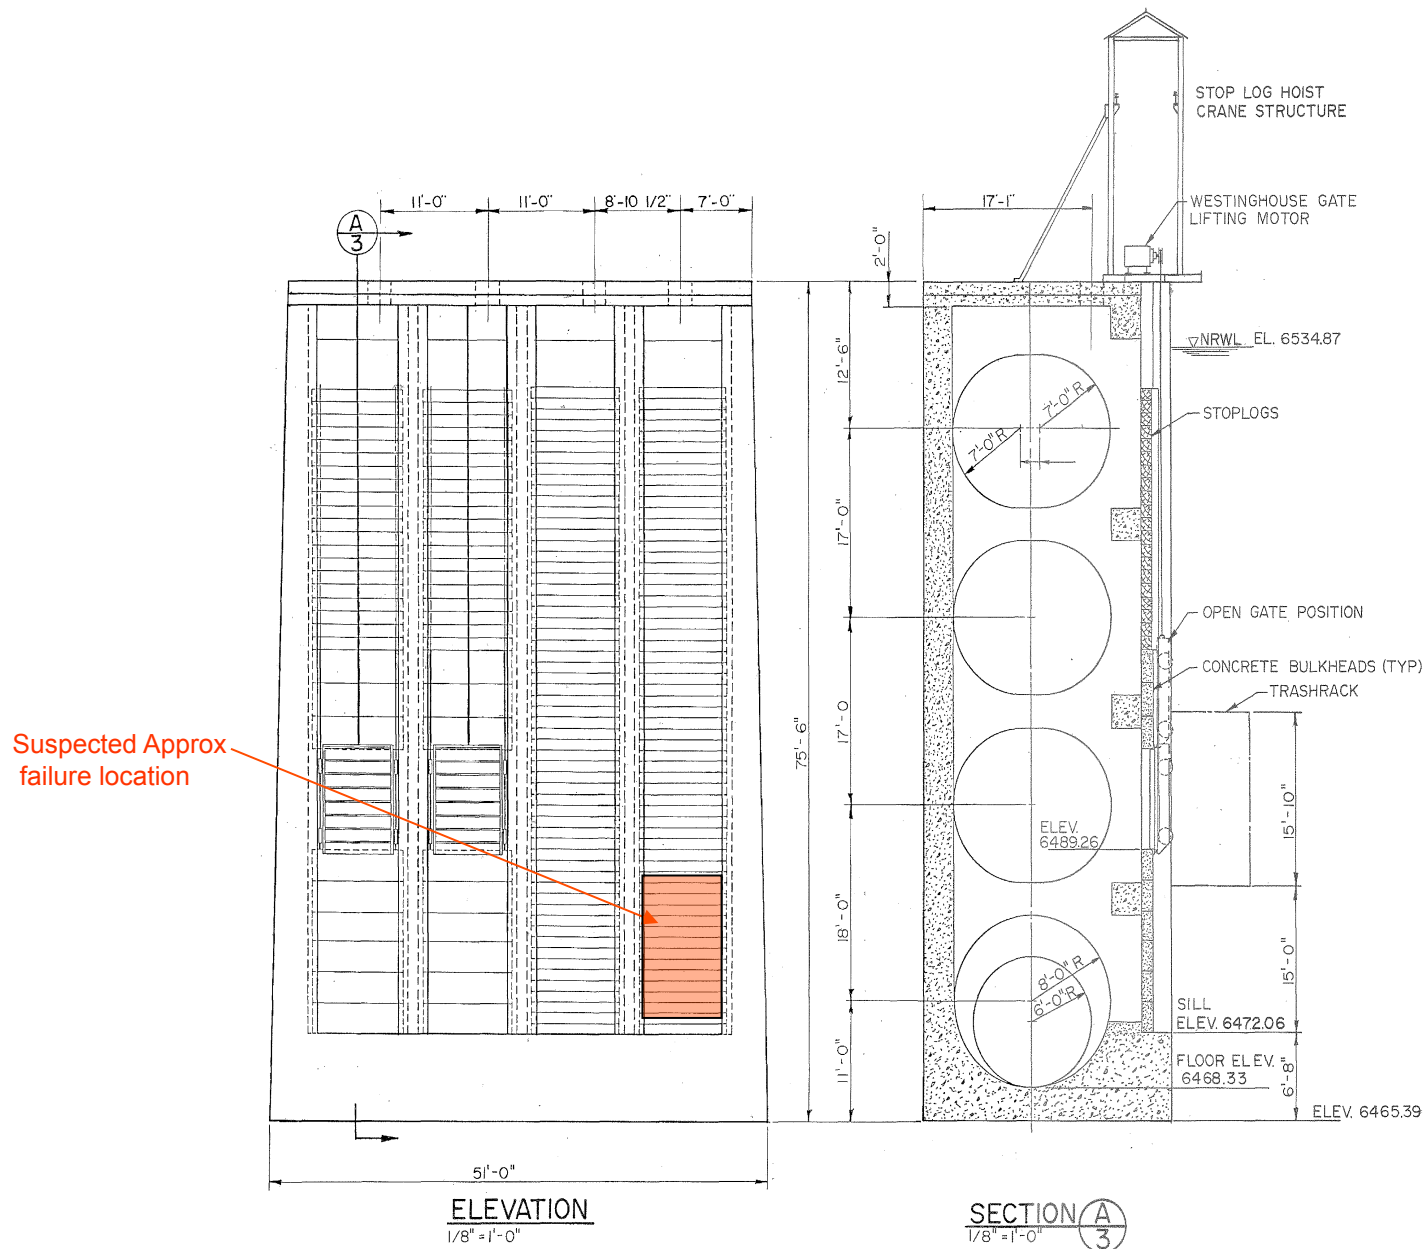 STOP LOG HOIST
CRANE STRUCTURE
WESTINGHOUSE GATE
LIFTING MOTOR
11'-0"
11'-0"
8'-10 1/2"
7'-0"
17'-1"
A
3
2'-0"
NRWL EL. 6534.87
12'-6"
7'-0" R
7'-0" R
STOPLOGS
17'-0"
OPEN GATE POSITION
CONCRETE BULKHEADS (TYP)
TRASHRACK
Suspected Approx
failure location
75'-6"
17'-0
15'-10"
ELEV.
6489.26
18'-0"
8'-0" R
6'-0" R
15'-0"
SILL
ELEV. 6472.06
11'-0"
FLOOR ELEV.
6468.33
6'-8"
ELEV. 6465.39
51'-0"
ELEVATION
1/8" = 1'-0"
SECTION
A
3
1/8" = 1'-0"